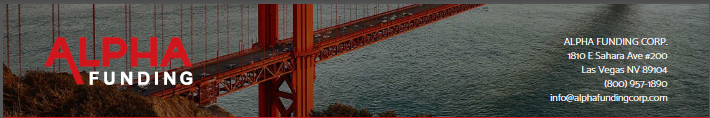 ALPHA
FUNDING
ALPHA FUNDING CORP.
1810 E Sahara Ave #200
Las Vegas NV 89104
(800) 957-1890
info@alphafundingcorp.com